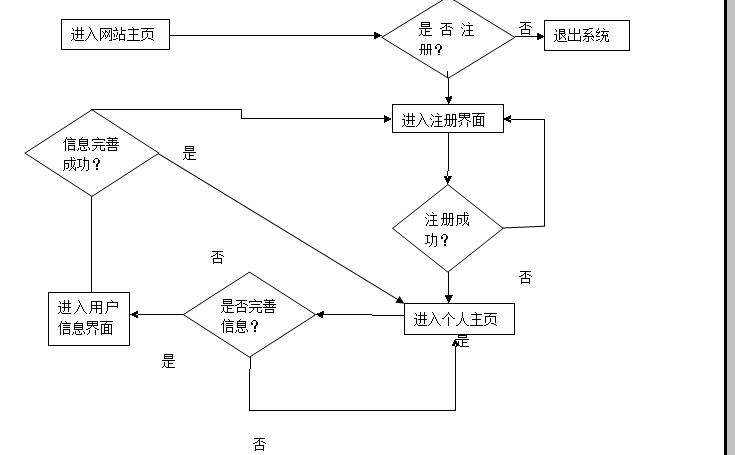 进入网站主页
是否注
册？
否
退出系统
进入注册界面
信息完善
成功？
是
注册成
功？
否
否
进入用户
信息界面
是否完善
信息？
进入个人主页
是
是
否